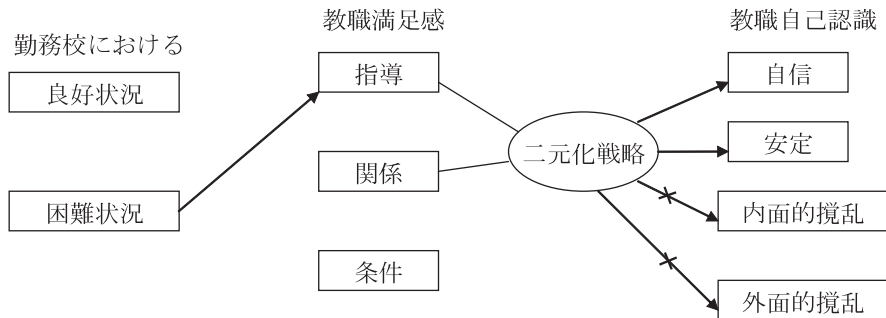 勤務校における
良好状況
困難状況
教職満足感
指導
関係
条件
二元化戦略
教職自己認識
自信
安定
内面的撹乱
外面的撹乱